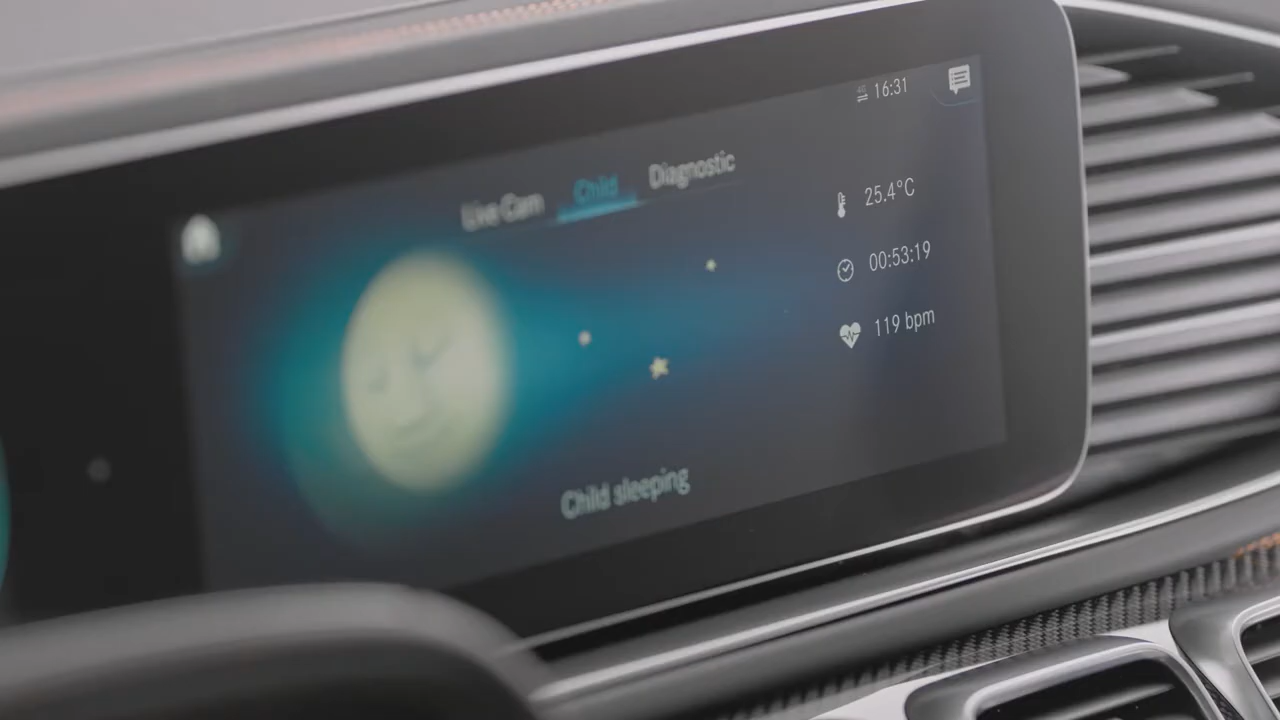 16:31
Live Cam Child Diagnostic
25.4°C
00:53:19
119 bpm
Child sleeping